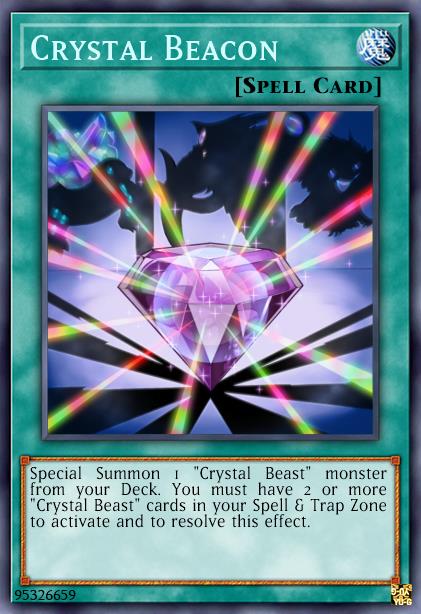 Crystal Beacon
魔
[Spell Card]
Special Summon 1 "Crystal Beast" monster
from your Deck. You must have 2 or more
"Crystal Beast" cards in your Spell & Trap Zone
to activate and to resolve this effect.
95326659